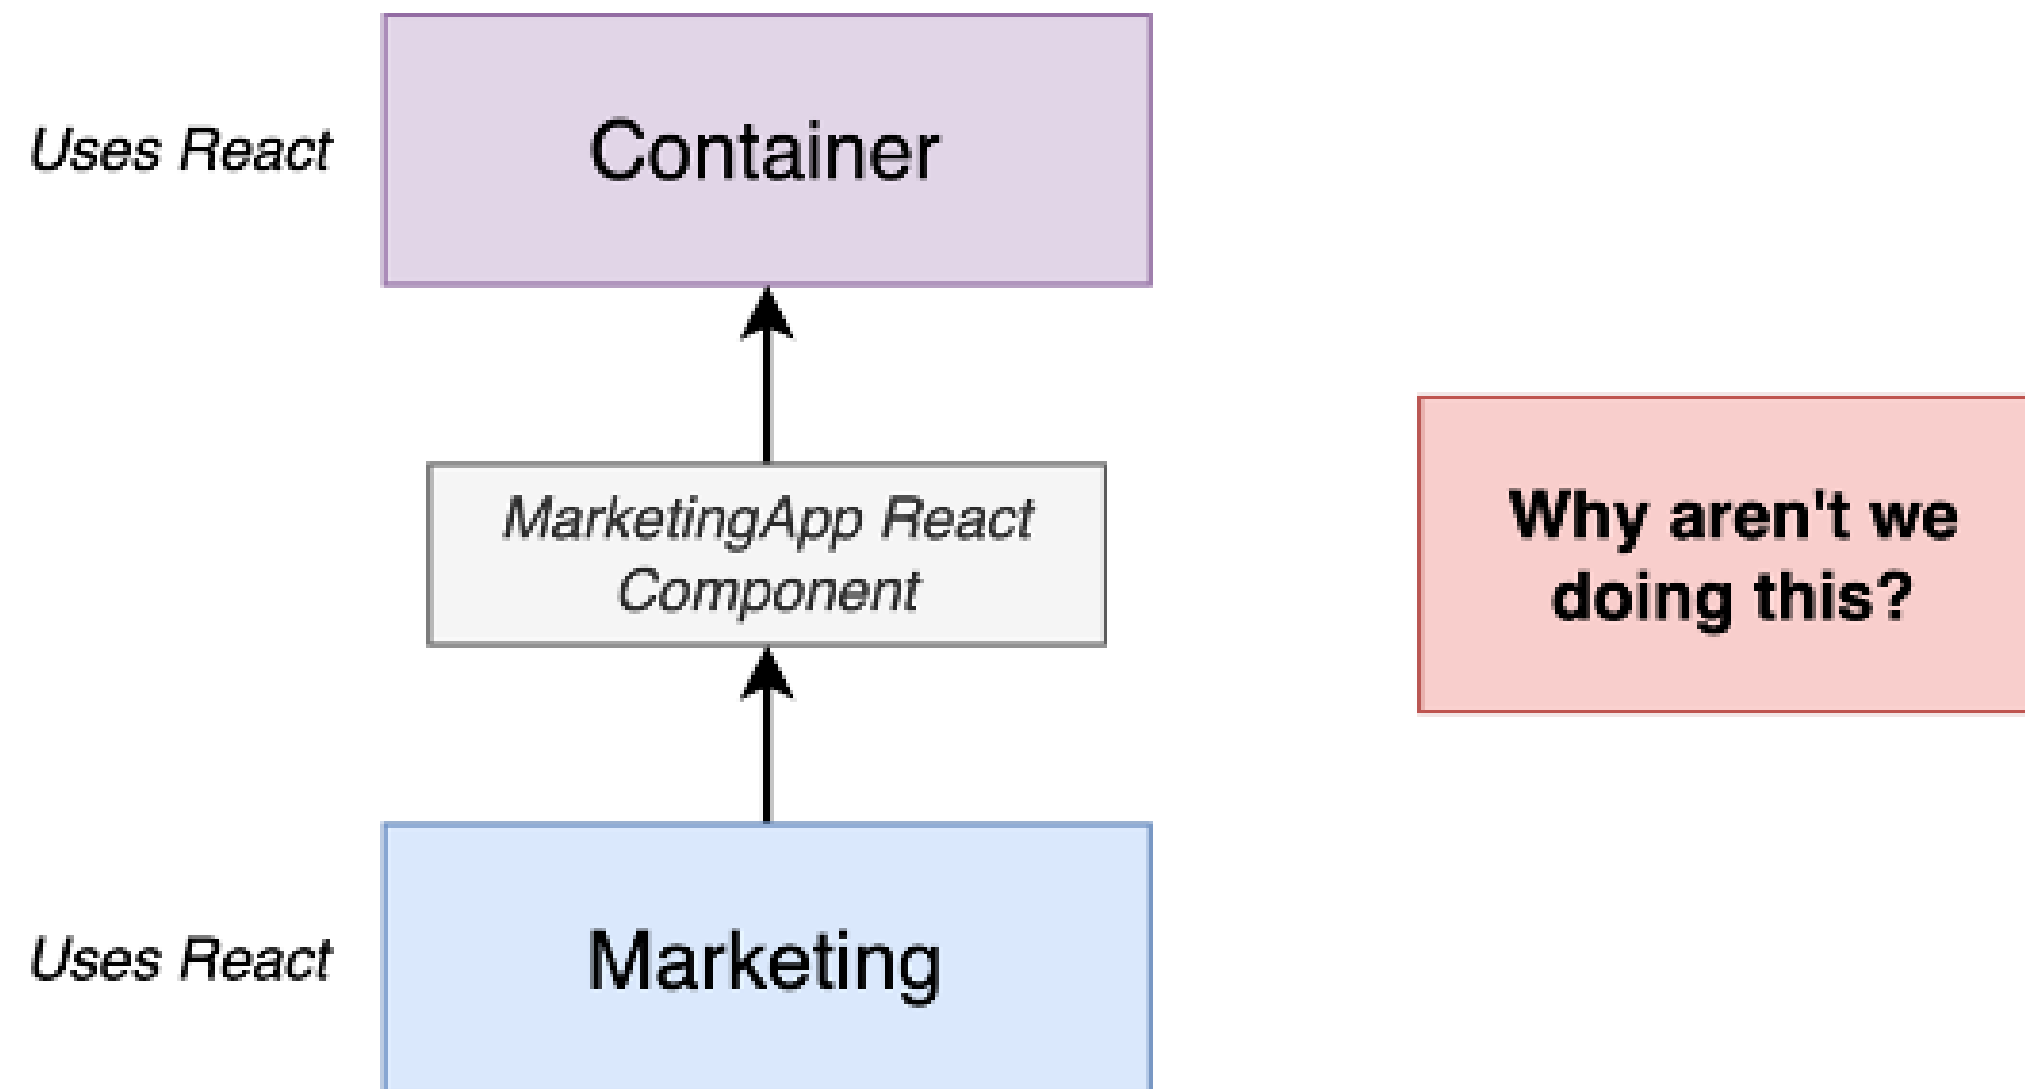 Uses React
Container
MarketingApp React
Component
Why aren't we
doing this?
Uses React
Marketing